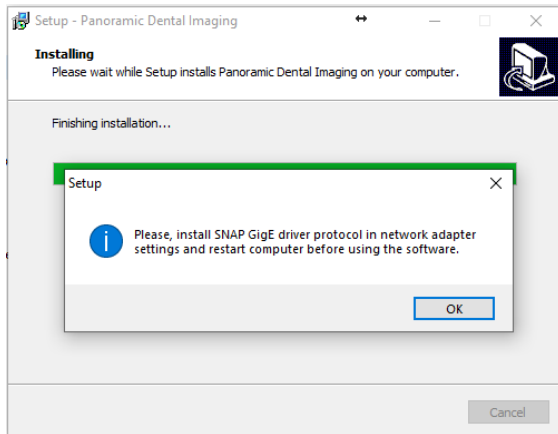 Setup - Panoramic Dental Imaging
Installing
Please wait while Setup installs Panoramic Dental Imaging on your computer.
Finishing installation...
Setup
Please, install SNAP GigE driver protocol in network adapter
settings and restart computer before using the software.
OK
Cancel